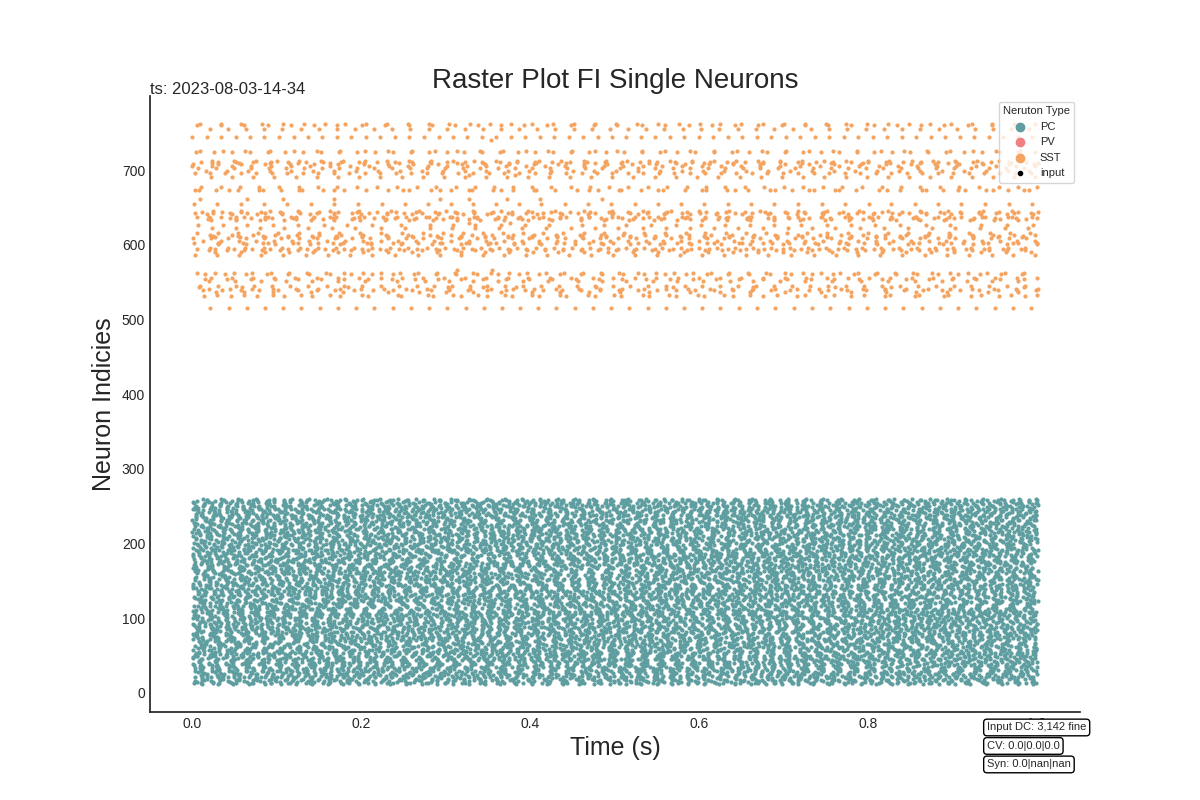 Raster Plot FI Single Neurons
ts: 2023-08-03-14-34
Neruton Type
PC
PV
SST
input
Neuron Indicies
700
600
500
400
300
200
100
0
0.0 0.2 0.4 0.6 0.8
Time (s)
Input DC: 3,142 fine
CV: 0.0|0.0|0.0
Syn: 0.0|nan|nan